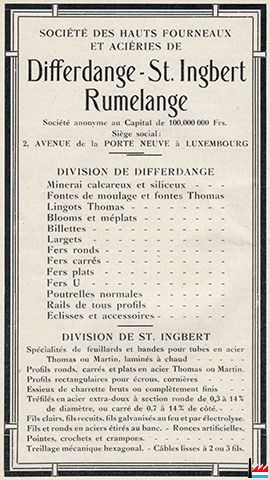 SOCIÉTÉ DES HAUTS FOURNEAUX
ET ACIÉRIES DE
Differdange - St. Ingbert
Rumelange
Société anonyme au Capital de 100.000 000 Frs.
Siège social:
2, AVENUE de la PORTE NEUVE à LUXEMBOURG
DIVISION DE DIFFERDANGE
Minerai calcareux et siliceux - - - -
Fontes de moulage et fontes Thomas
Lingots Thomas - - - - - - - -
Blooms et méplats - - - - - - -
Billettes - - - - - - - - - -
Largets - - - - - - - - - -
Fers ronds - - - - - - - - -
Fers carrés - - - - - - - - -
Fers plats - - - - - - - - -
Fers U - - - - - - - - - -
Poutrelles normales - - - - - -
Rails de tous profils - - - - - -
Eclisses et accessoires - - - - - -
DIVISION DE ST. INGBERT
Spécialités de feuillards et bandes pour tubes en acier
Thomas ou Martin, laminés à chaud - - - -
Profils ronds, carrés et plats en acier Thomas ou Martin.
Profils rectangulaires pour écrous, cornières - - -
Essieux de charrette bruts ou complètement finis - -
Tréfilés en acier extra-doux à section ronde de 0,3 à 14 %
de diamètre, ou carré de 0,7 à 14 % de côté. - -
Fils clairs, fils recuits, fils galvanisés au feu et par électrolyse.
Fils et ronds en aciers étirés au banc. - Ronces artificielles,
Pointes, crochets et crampons. - - - - - -
Treillage mécanique hexagonal. - Câbles lisses à 2 ou 3 fils.